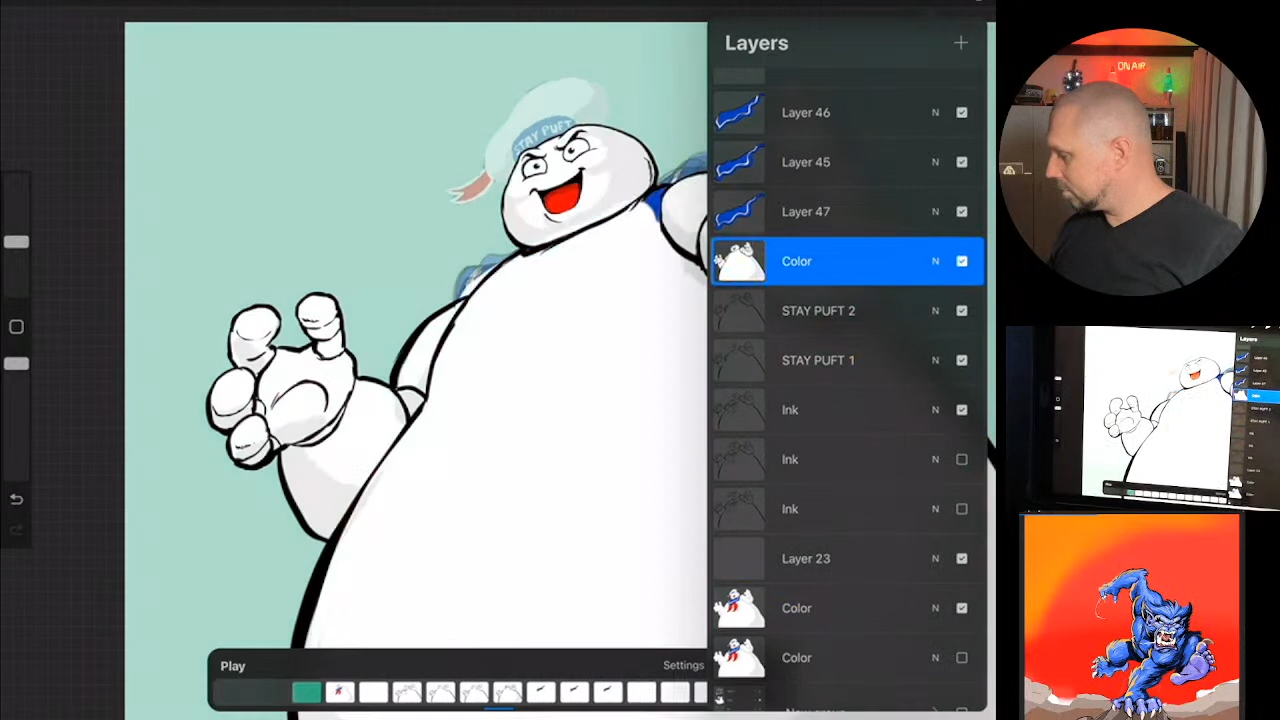 Layers
Layer 46 N
Layer 45 N
Layer 47 N
Color N
STAY PUFT 2 N
STAY PUFT 1 N
Ink N
Ink N
Ink N
Layer 23 N
Color N
Color N
STAY PUFT
Play
Settings
ON AIR
Layers